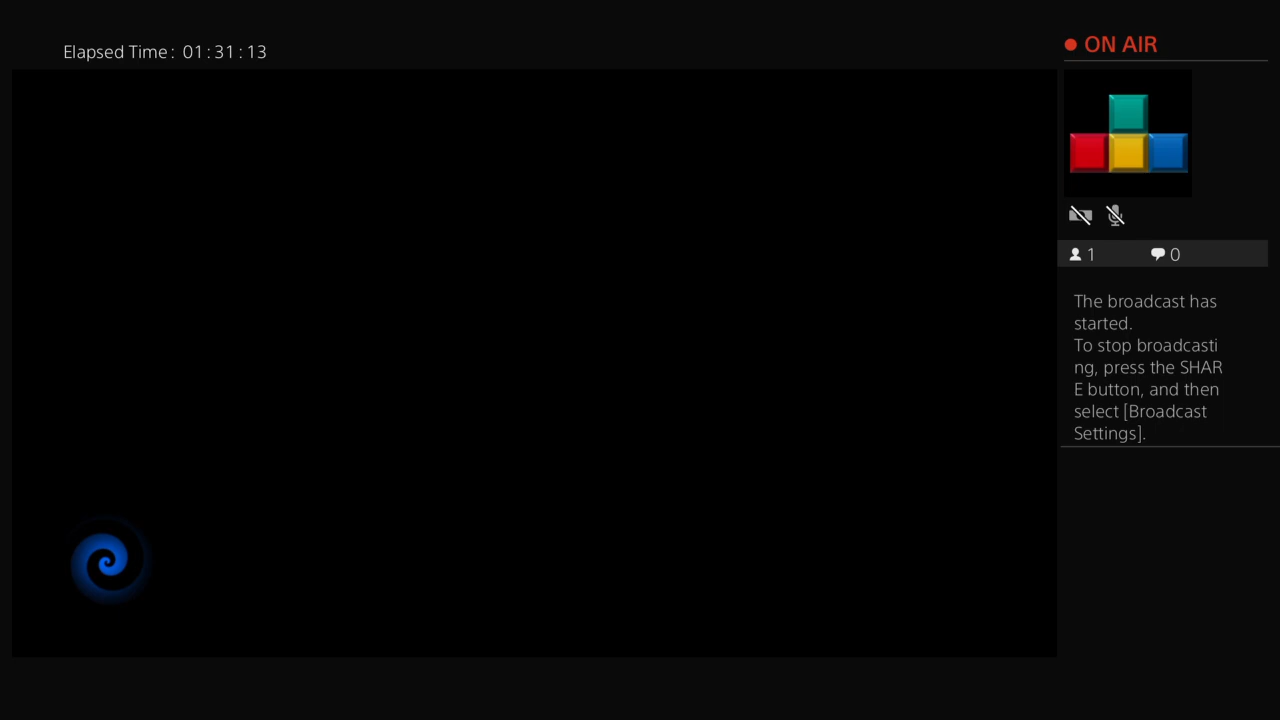 Elapsed Time: 01:31:13
ON AIR
1 0
The broadcast has
started.
To stop broadcasti
ng, press the SHAR
E button, and then
select [Broadcast
Settings].